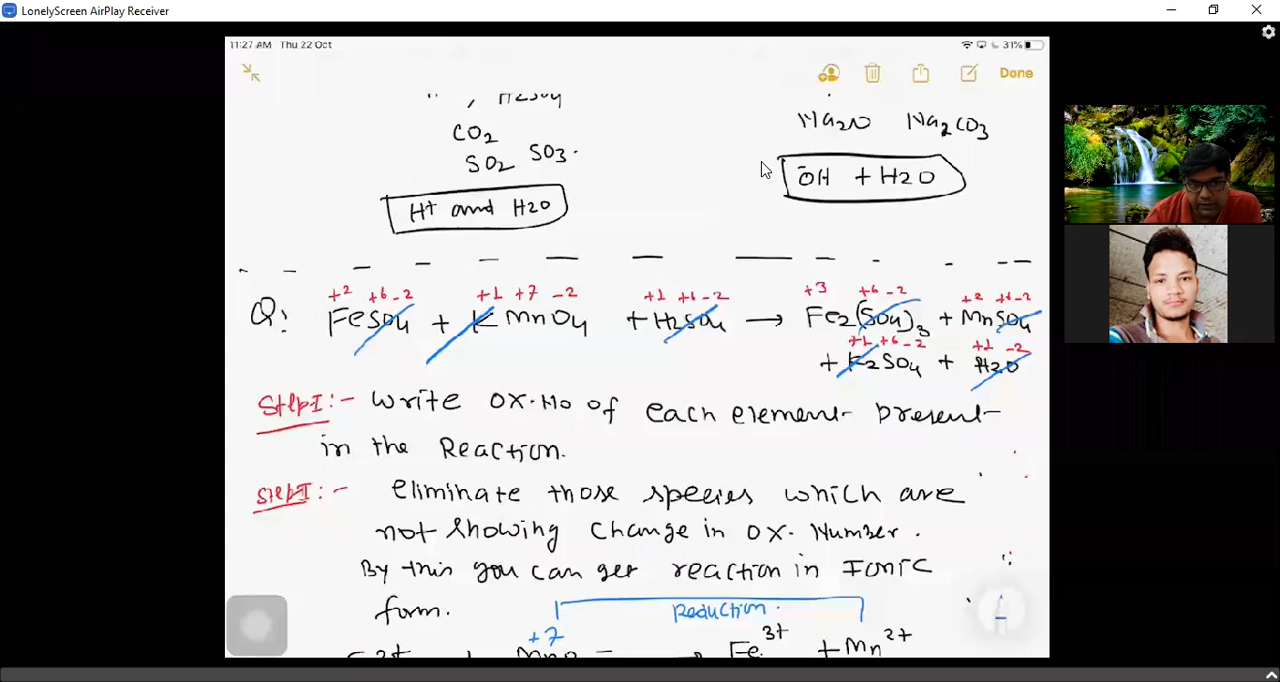 LonelyScreen AirPlay Receiver
11:27 AM Thu 22 Oct
31%
Done
, H2SO4
CO2
SO2 SO3.
Na2O Na2CO3
H+ and H2O
ōH + H2O
+2 +6 -2 +1 +7 -2 +1 +6 -2 +3 +6 -2 +2 +6 -2
Q: FeSO4 + KMnO4 + H2SO4 → Fe2(SO4)3 + MnSO4
+1 +6 -2 +1 -2
+ K2SO4 + H2O
Step I :- Write OX.No of each element present
in the Reaction.
Step II :- eliminate those species which are
not showing change in OX. Number.
By this you can get reaction in Ionic
form.
Reduction.
+7
Fe3+ + Mn2+